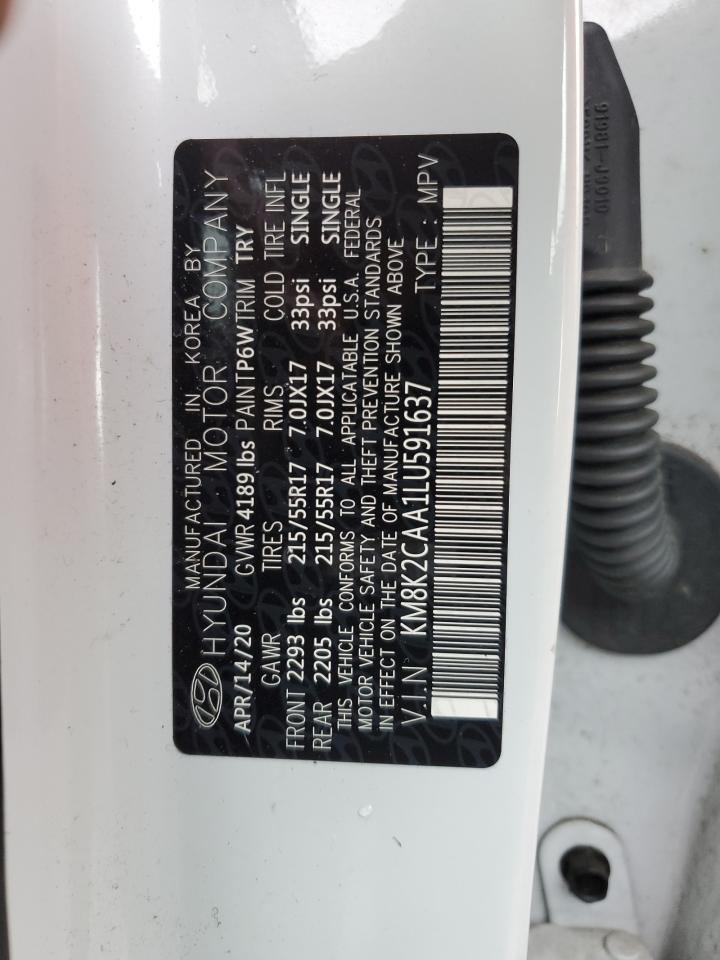 MANUFACTURED IN KOREA BY
HYUNDAI MOTOR COMPANY
APR/14/20 GVWR 4189 lbs PAINT P6W TRIM TRY
GAWR TIRES RIMS COLD TIRE INFL
FRONT 2293 lbs 215/55R17 7.0JX17 33psi SINGLE
REAR 2205 lbs 215/55R17 7.0JX17 33psi SINGLE
THIS VEHICLE CONFORMS TO ALL APPLICATABLE U.S.A. FEDERAL
MOTOR VEHICLE SAFETY AND THEFT PREVENTION STANDARDS
IN EFFECT ON THE DATE OF MANUFACTURE SHOWN ABOVE
V.I.N KM8K2CAA1LU591637 TYPE : MPV